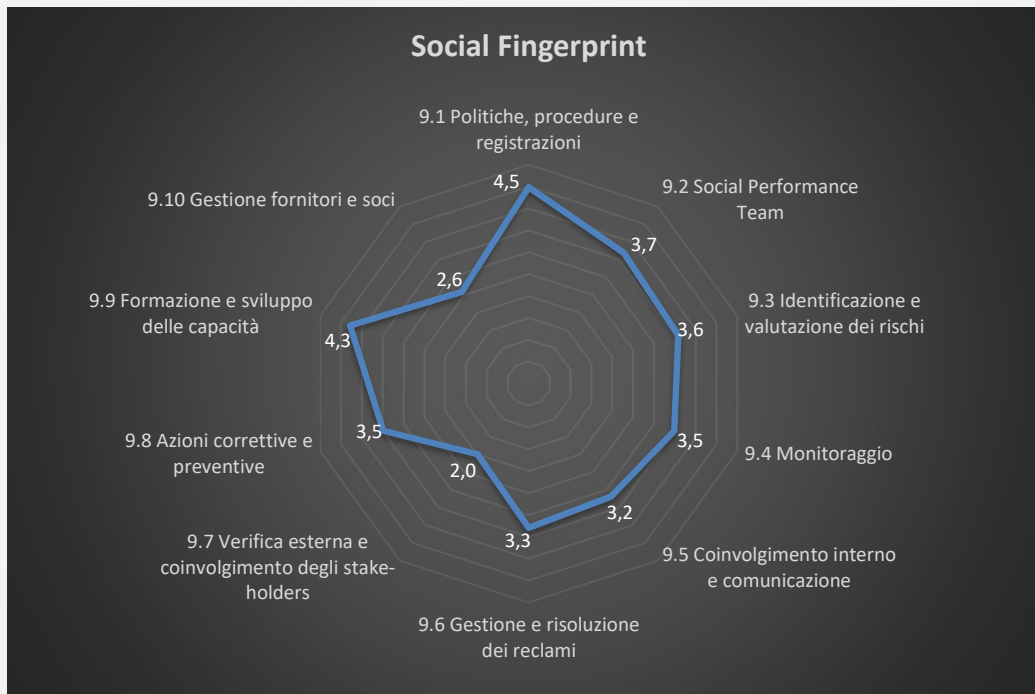 Social Fingerprint
9.1 Politiche, procedure e
registrazioni
4,5
9.2 Social Performance
Team
3,7
9.3 Identificazione e
valutazione dei rischi
3,6
9.4 Monitoraggio
3,5
9.5 Coinvolgimento interno
e comunicazione
3,2
9.6 Gestione e risoluzione
dei reclami
3,3
9.7 Verifica esterna e
coinvolgimento degli stake-
holders
2,0
9.8 Azioni correttive e
preventive
3,5
9.9 Formazione e sviluppo
delle capacità
4,3
9.10 Gestione fornitori e soci
2,6